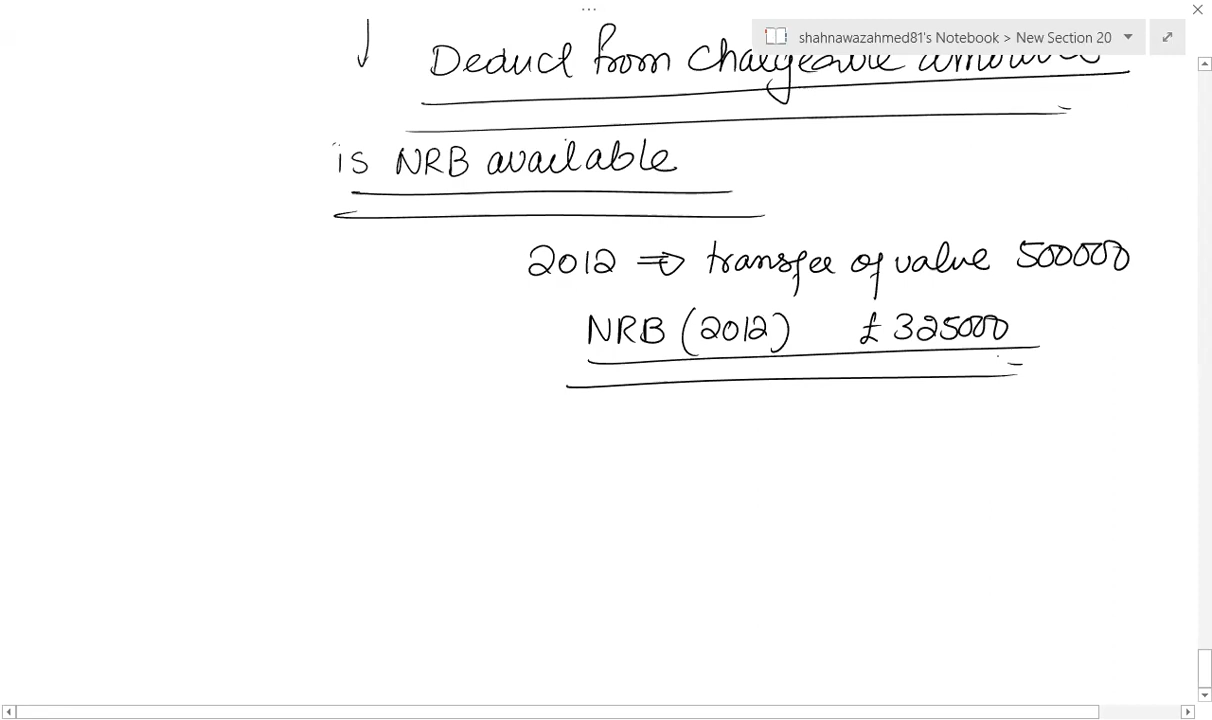 shahnawazahmed81's Notebook > New Section 20
Deduct from Chargeable amount
is NRB available
2012 ⇒ transfer of value 500000
NRB (2012) £ 325000